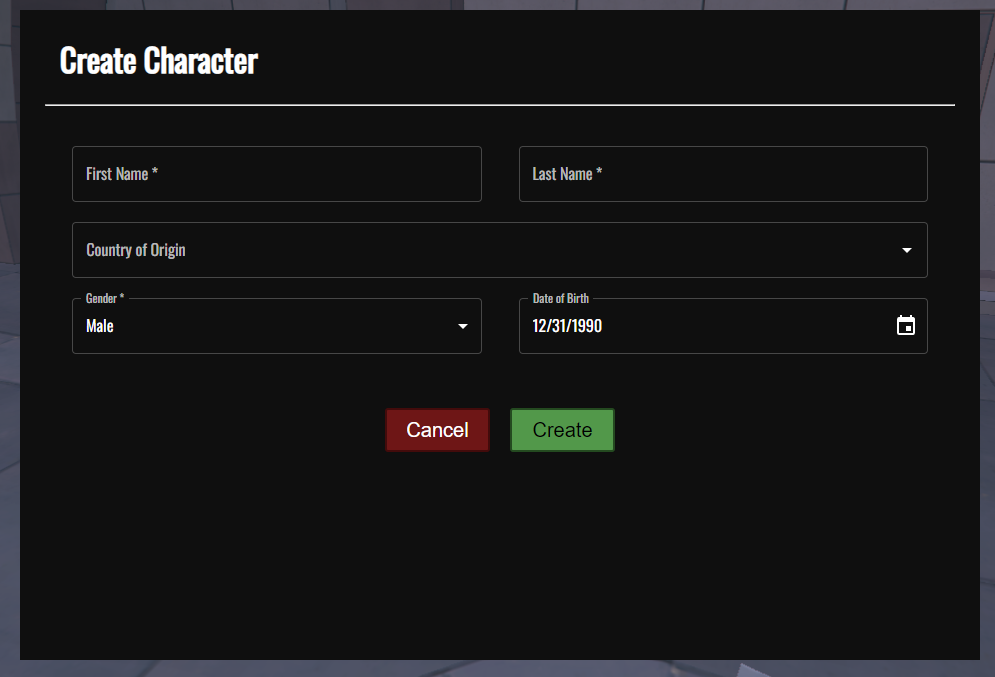 Create Character
First Name *
Last Name *
Country of Origin
Gender *
Male
Date of Birth
12/31/1990
Cancel
Create